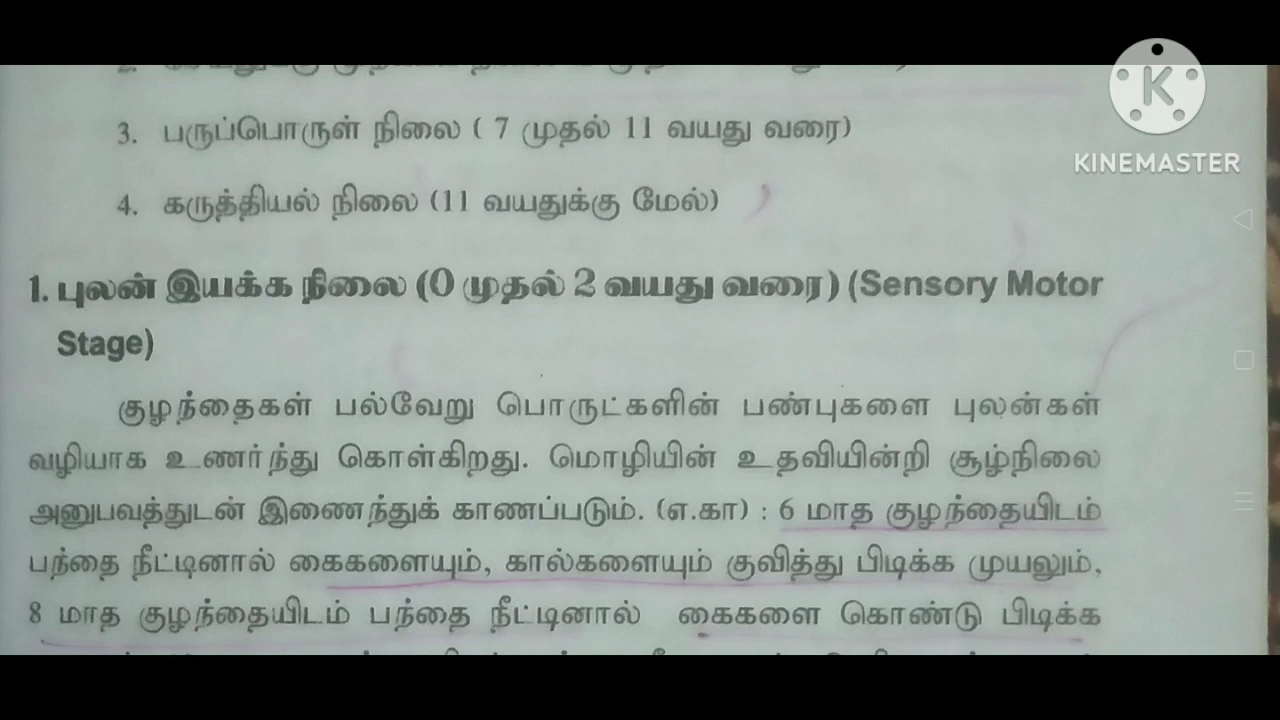 3. பருப்பொருள் நிலை ( 7 முதல் 11 வயது வரை)
KINEMASTER
4. கருத்தியல் நிலை (11 வயதுக்கு மேல்)
1. புலன் இயக்க நிலை (0 முதல் 2 வயது வரை) (Sensory Motor
Stage)
குழந்தைகள் பல்வேறு பொருட்களின் பண்புகளை புலன்கள்
வழியாக உணர்ந்து கொள்கிறது. மொழியின் உதவியின்றி சூழ்நிலை
அனுபவத்துடன் இணைந்துக் காணப்படும். (எ.கா) : 6 மாத குழந்தையிடம்
பந்தை நீட்டினால் கைகளையும், கால்களையும் குவித்து பிடிக்க முயலும்,
8 மாத குழந்தையிடம் பந்தை நீட்டினால் கைகளை கொண்டு பிடிக்க